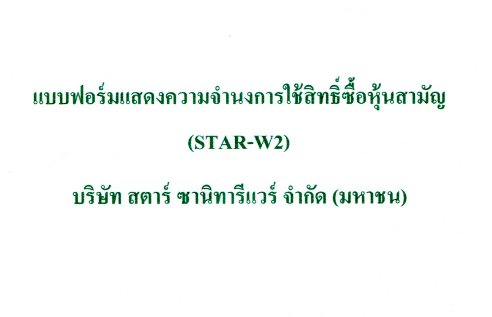 แบบฟอร์มแสดงความจำนงการใช้สิทธิ์ซื้อหุ้นสามัญ
(STAR-W2)
บริษัท สตาร์ ซานิทารีแวร์ จำกัด (มหาชน)